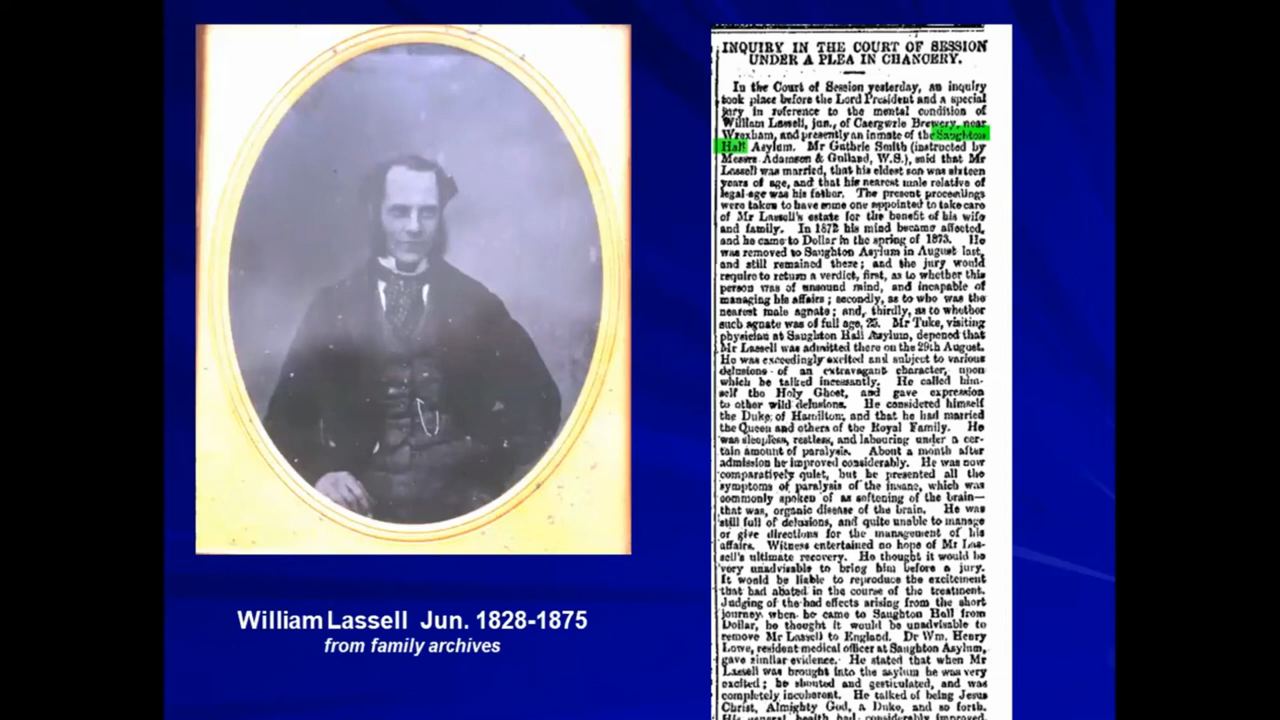 INQUIRY IN THE COURT OF SESSION
UNDER A PLEA IN CHANCERY.
In the Court of Session yesterday, an inquiry
took place before the Lord President and a special
jury in reference to the mental condition of
William Lassell, jun., of Caergwrle Brewery, near
Wrexham, and presently an inmate of the Saughton
Hall Asylum. Mr Guthrie Smith (instructed by
Messrs Adamson & Gulland, W.S.), said that Mr
Lassell was married, that his eldest son was sixteen
years of age, and that his nearest male relative of
legal age was his father. The present proceedings
were taken to have some one appointed to take care
of Mr Lassell's estate for the benefit of his wife
and family. In 1872 his mind became affected,
and he came to Dollar in the spring of 1873. He
was removed to Saughton Asylum in August last,
and still remained there; and the jury would
require to return a verdict, first, as to whether this
person was of unsound mind, and incapable of
managing his affairs; secondly, as to who was the
nearest male agnate; and, thirdly, as to whether
such agnate was of full age, 25. Mr Tuke, visiting
physician at Saughton Hall Asylum, deponed that
Mr Lassell was admitted there on the 29th August.
He was exceedingly excited and subject to various
delusions of an extravagant character, upon
which he talked incessantly. He called him-
self the Holy Ghost, and gave expression
to other wild delusions. He considered himself
the Duke of Hamilton; and that he had married
the Queen and others of the Royal Family. He
was sleepless, restless, and labouring under a cer-
tain amount of paralysis. About a month after
admission he improved considerably. He was now
comparatively quiet, but he presented all the
symptoms of paralysis of the insane, which was
commonly spoken of as softening of the brain—
that was, organic disease of the brain. He was
still full of delusions, and quite unable to manage
or give directions for the management of his
affairs. Witness entertained no hope of Mr Las-
sell's ultimate recovery. He thought it would be
very unadvisable to bring him before a jury.
It would be liable to reproduce the excitement
that had abated in the course of the treatment.
Judging of the bad effects arising from the short
journey when he came to Saughton Hall from
Dollar, he thought it would be unadvisable to
remove Mr Lassell to England. Dr Wm. Henry
Lowe, resident medical officer at Saughton Asylum,
gave similar evidence. He stated that when Mr
Lassell was brought into the asylum he was very
excited; he shouted and gesticulated, and was
completely incoherent. He talked of being Jesus
Christ, Almighty God, a Duke, and so forth.
His general health had considerably improved,
William Lassell Jun. 1828-1875
from family archives